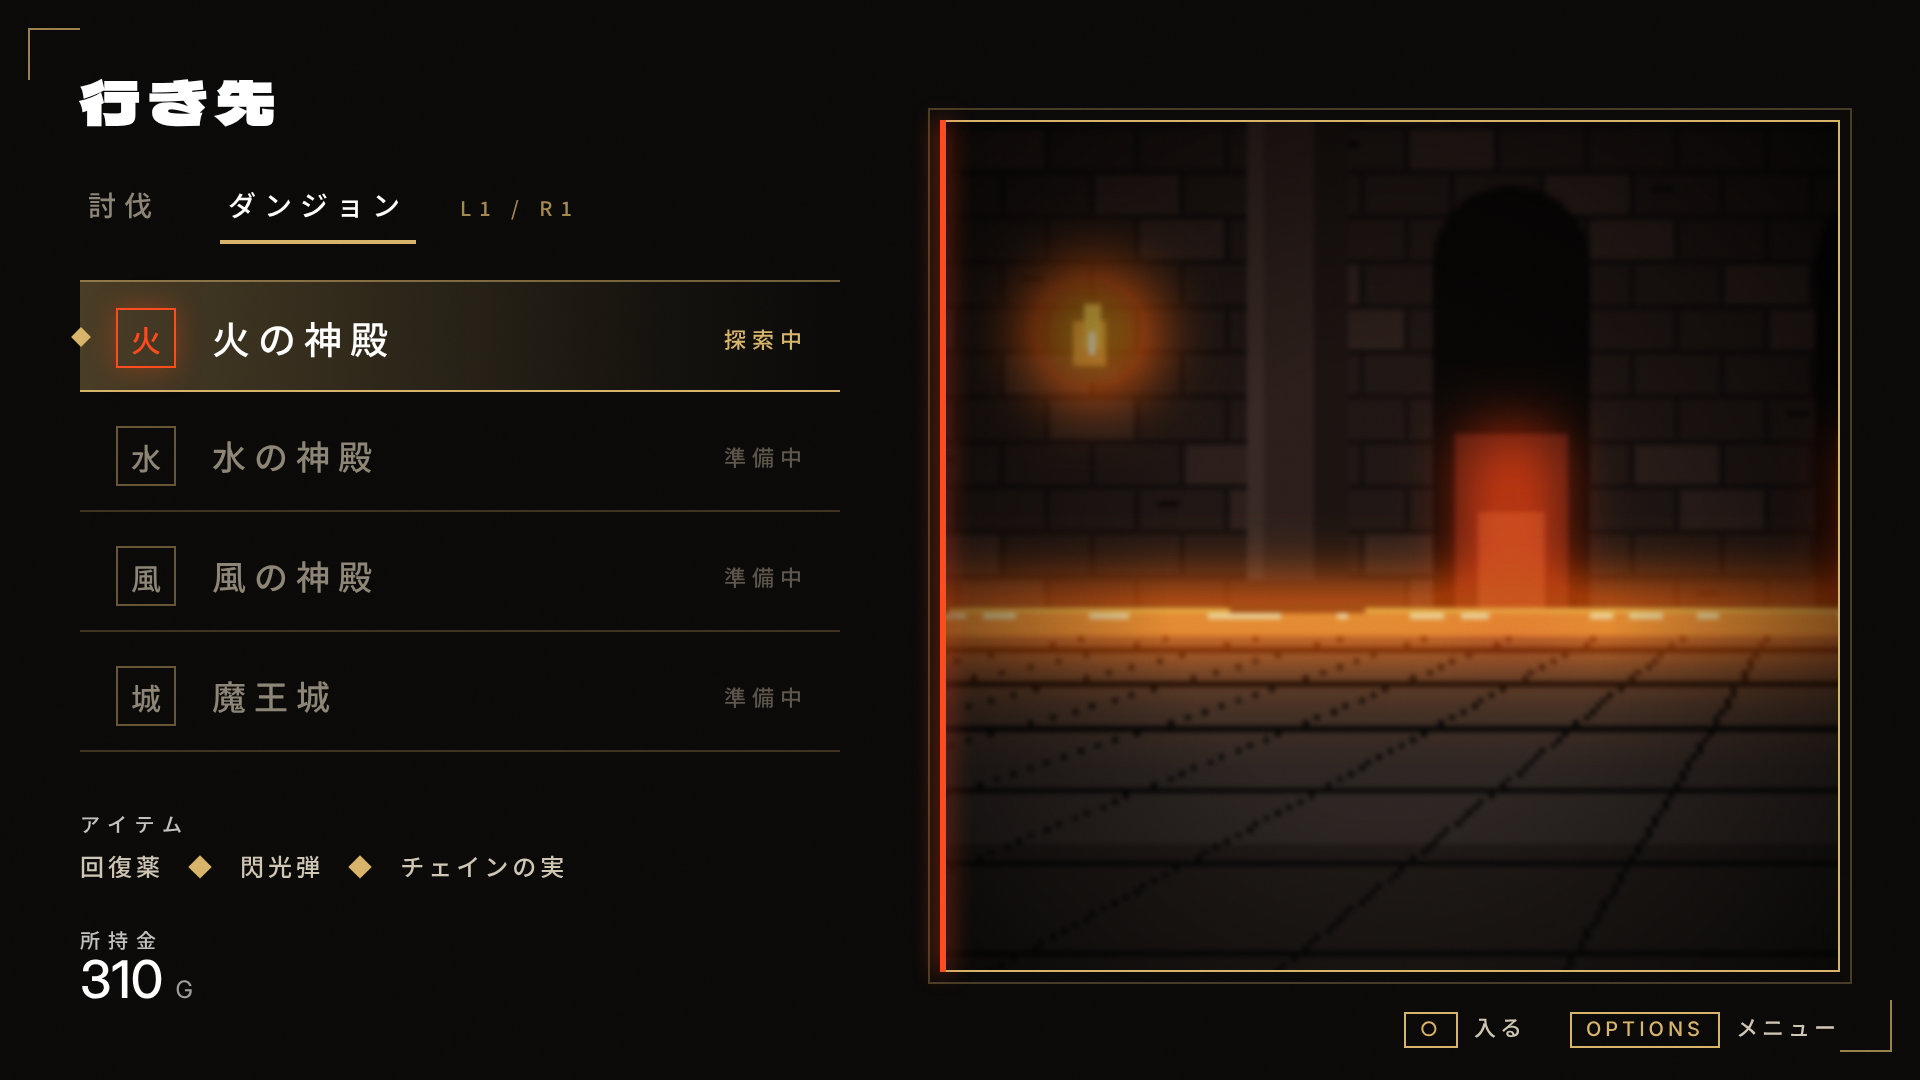 行き先
討伐 ダンジョン L1 / R1
火 火の神殿 探索中
水 水の神殿 準備中
風 風の神殿 準備中
城 魔王城 準備中
アイテム
回復薬 ◆ 閃光弾 ◆ チェインの実
所持金
310 G
○ 入る OPTIONS メニュー